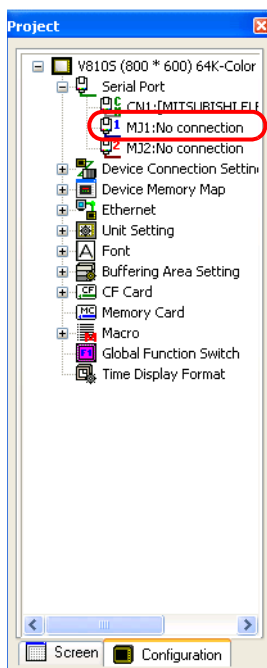 Project
V810S (800 * 600) 64K-Color
Serial Port
CN1:[MITSUBISHI ELE
MJ1:No connection
MJ2:No connection
Device Connection Settin
Device Memory Map
Ethernet
Unit Setting
Font
Buffering Area Setting
CF Card
Memory Card
Macro
Global Function Switch
Time Display Format
Screen
Configuration